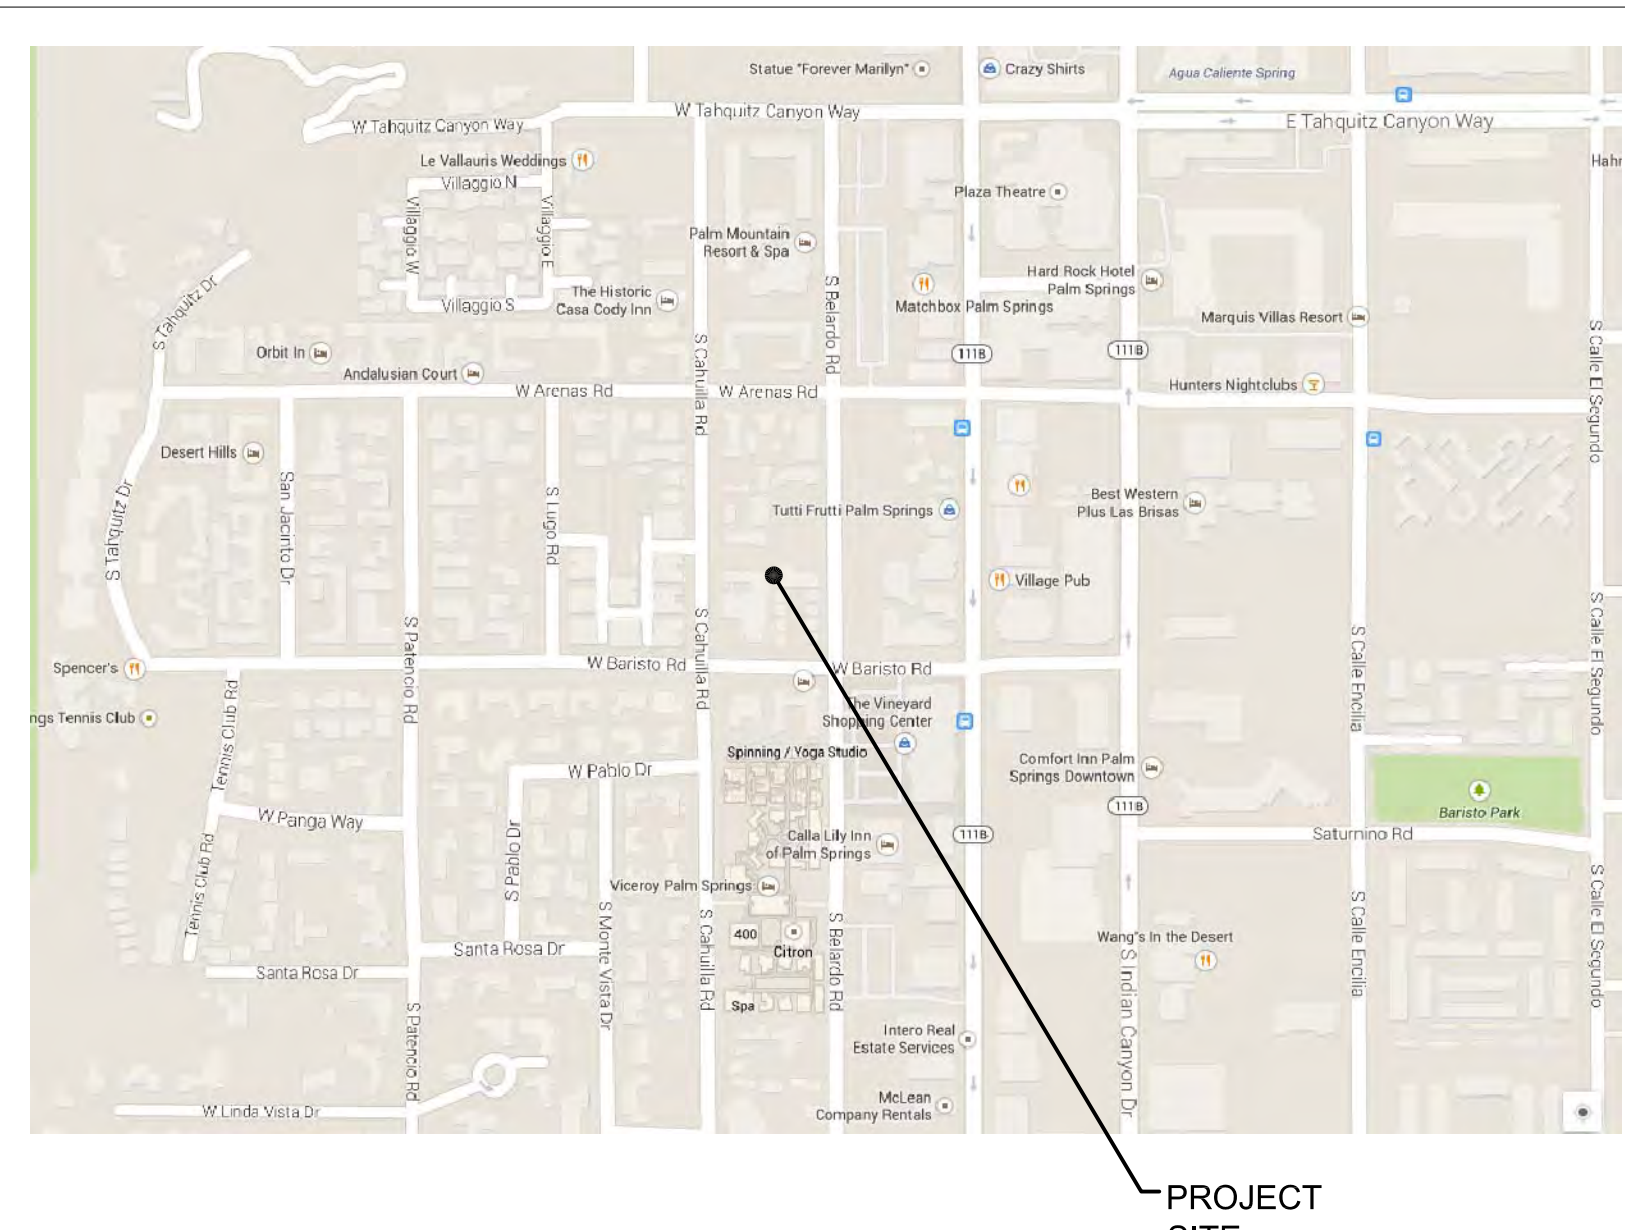 Statue "Forever Marilyn"
Crazy Shirts
Agua Caliente Spring
W Tahquitz Canyon Way
W Tahquitz Canyon Way
E Tahquitz Canyon Way
Le Vallauris Weddings
Hahr
Villaggio N
Plaza Theatre
Villaggio W
Villaggio E
Palm Mountain
Resort & Spa
Hard Rock Hotel
Palm Springs
S Tahquitz Dr
The Historic
Casa Cody Inn
Villaggio S
S Belardo Rd
Matchbox Palm Springs
Marquis Villas Resort
Orbit In
111B
111B
S Cahuilla Rd
S Calle El Segundo
Andalusian Court
W Arenas Rd
W Arenas Rd
Hunters Nightclubs
Desert Hills
San Jacinto Dr
S Tahquitz Dr
S Lugo Rd
Tutti Frutti Palm Springs
Best Western
Plus Las Brisas
Village Pub
S Patencio Rd
S Cahuilla Rd
S Calle Encilia
S Calle El Segundo
Spencer's
W Baristo Rd
W Baristo Rd
ngs Tennis Club
Tennis Club Rd
The Vineyard
Shopping Center
Spinning / Yoga Studio
W Pablo Dr
Comfort Inn Palm
Springs Downtown
111B
111B
Baristo Park
W Panga Way
S Pablo Dr
Calla Lily Inn
of Palm Springs
Saturnino Rd
Tennis Club Rd
Viceroy Palm Springs
S Monte Vista Dr
S Cahuilla Rd
S Belardo Rd
S Calle Encilia
S Calle El Segundo
400
Citron
Wang's In the Desert
Santa Rosa Dr
Santa Rosa Dr
Spa
S Indian Canyon Dr
S Patencio Rd
Intero Real
Estate Services
W Linda Vista Dr
McLean
Company Rentals
PROJECT
SITE